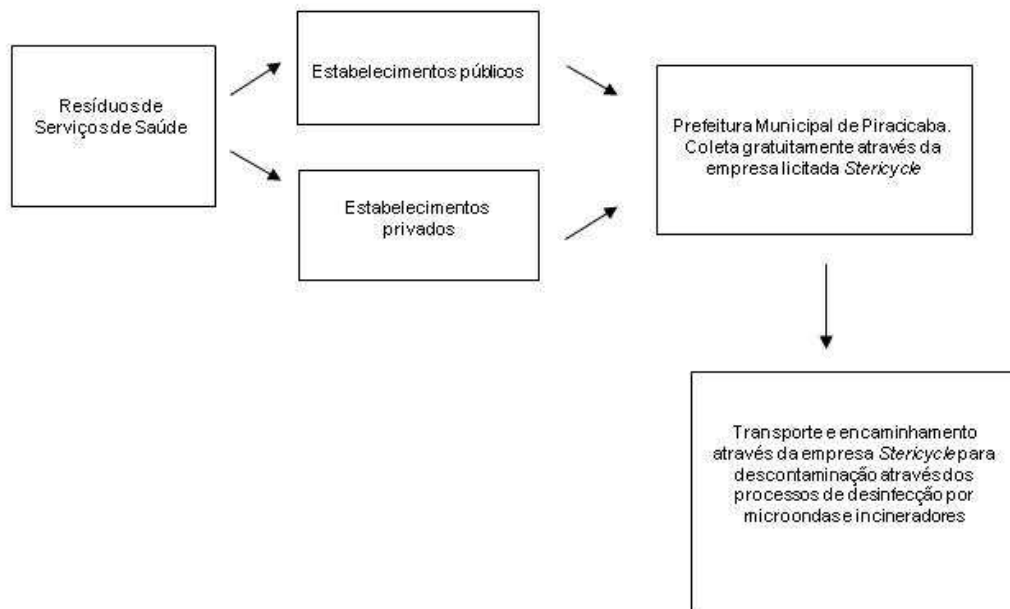 Resíduos de
Serviços de Saúde
Estabelecimentos públicos
Estabelecimentos
privados
Prefeitura Municipal de Piracicaba.
Coleta gratuitamente através da
empresa licitada Stericycle
Transporte e encaminhamento
através da empresa Stericycle para
descontaminação através dos
processos de desinfecção por
microondas e incineradores